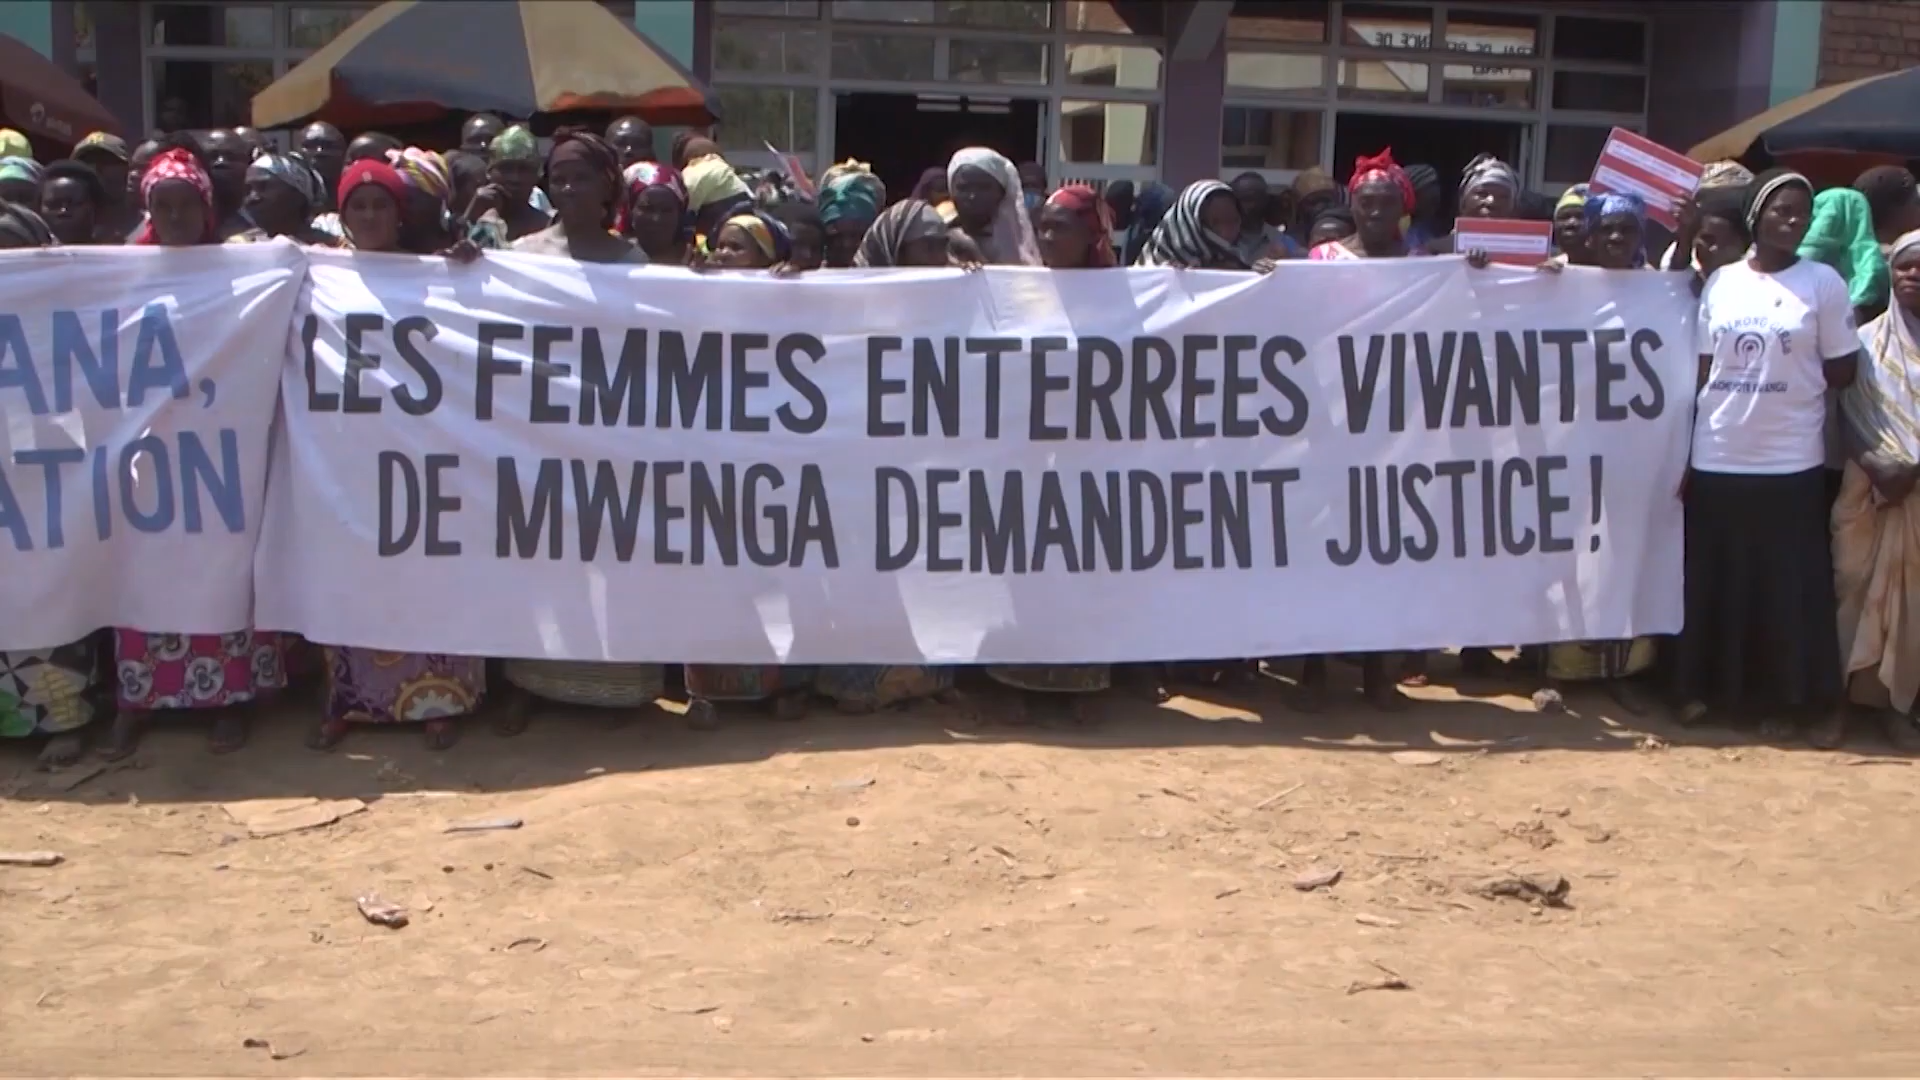 ANA,
ATION
LES FEMMES ENTERREES VIVANTES
DE MWENGA DEMANDENT JUSTICE !